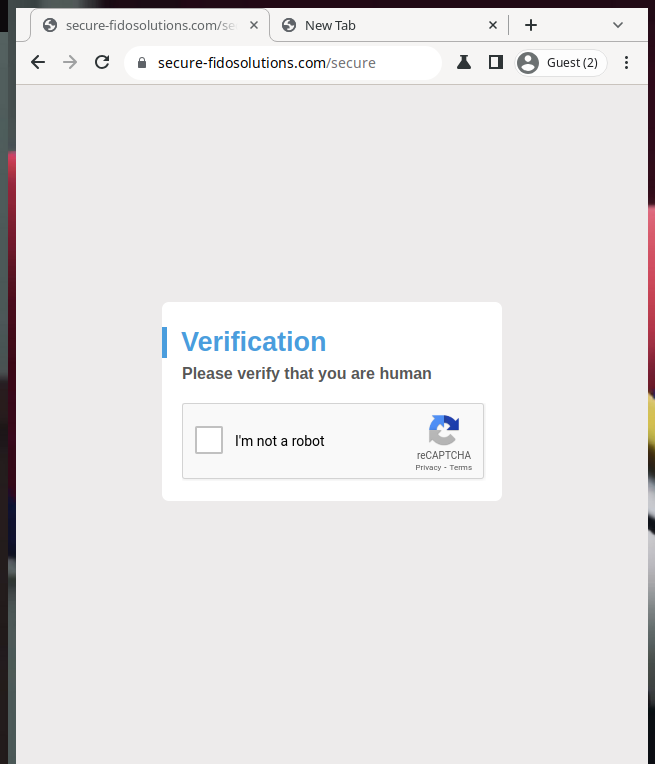 secure-fidosolutions.com/se
New Tab
secure-fidosolutions.com/secure
Guest (2)
Verification
Please verify that you are human
I'm not a robot
reCAPTCHA
Privacy - Terms